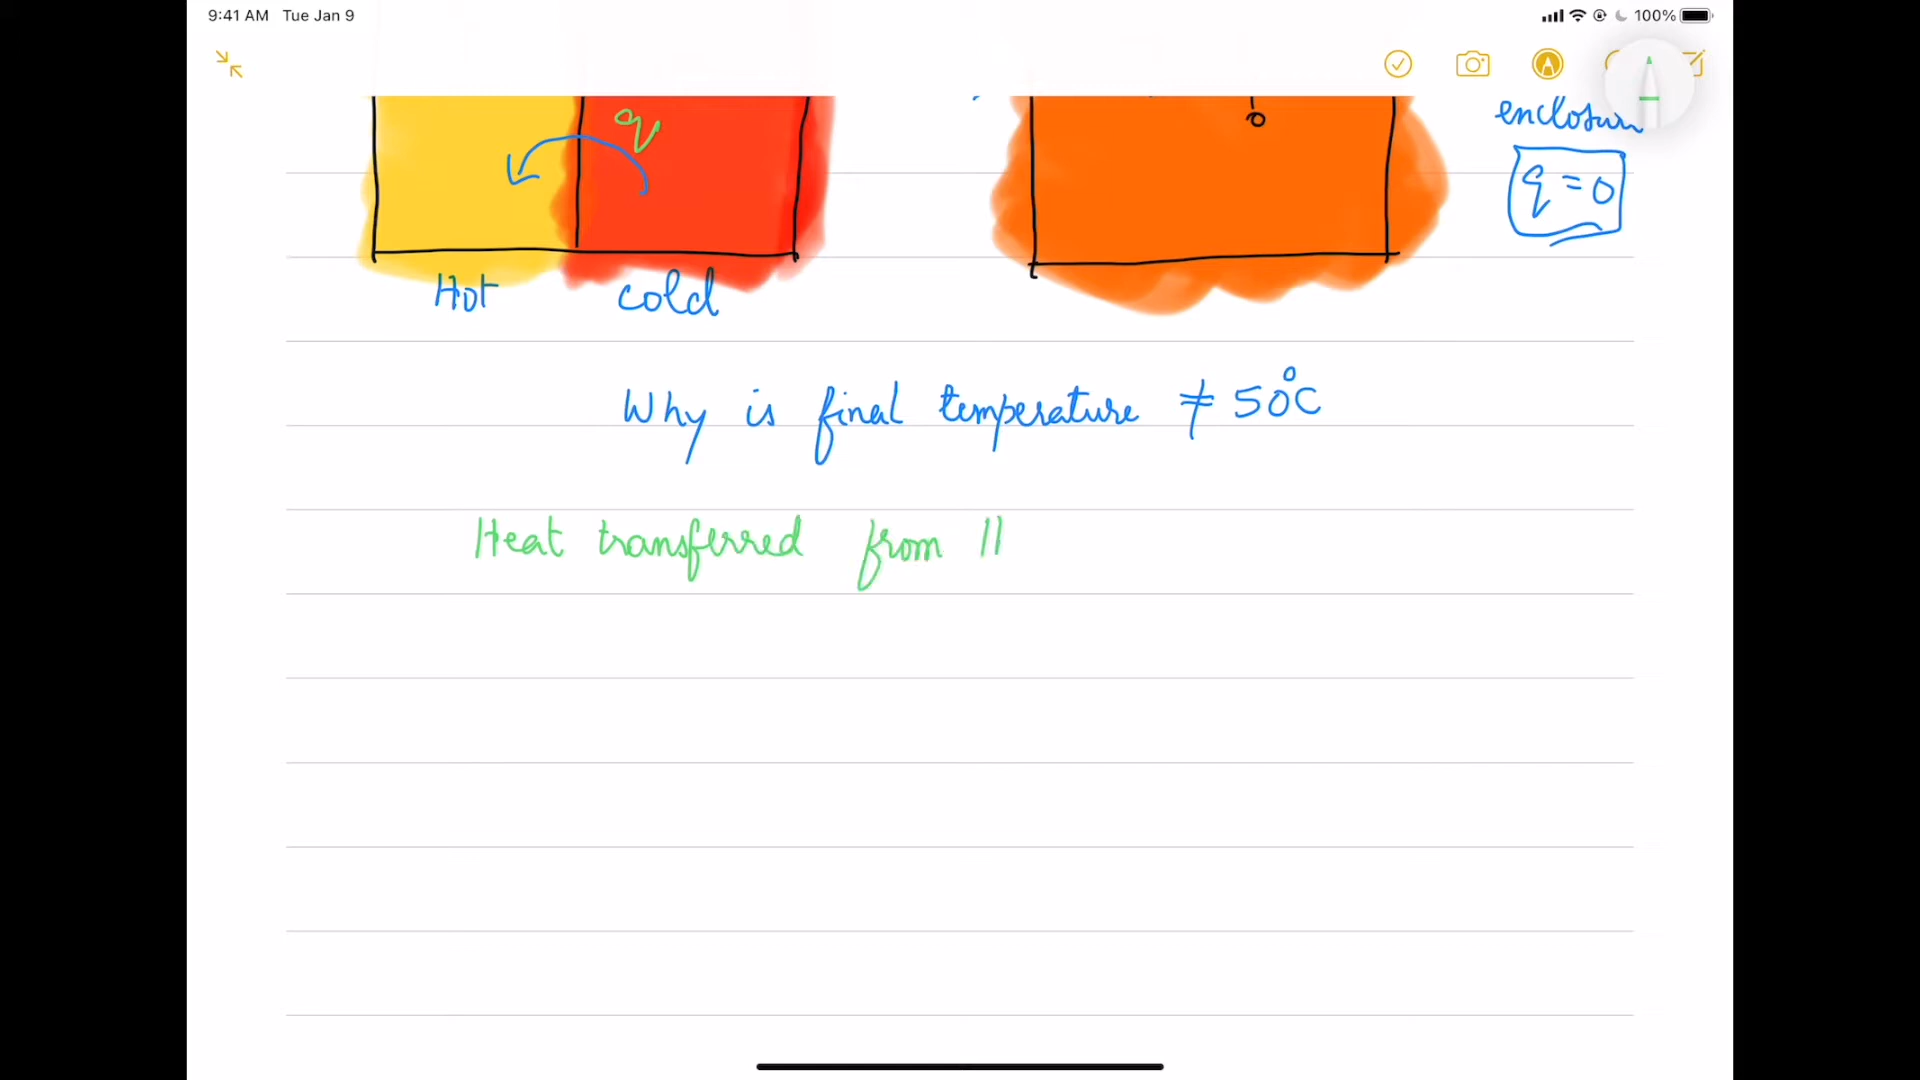 9:41 AM Tue Jan 9
100%
q
enclosure
q = 0
Hot cold
Why is final temperature ≠ 50°C
Heat transferred from